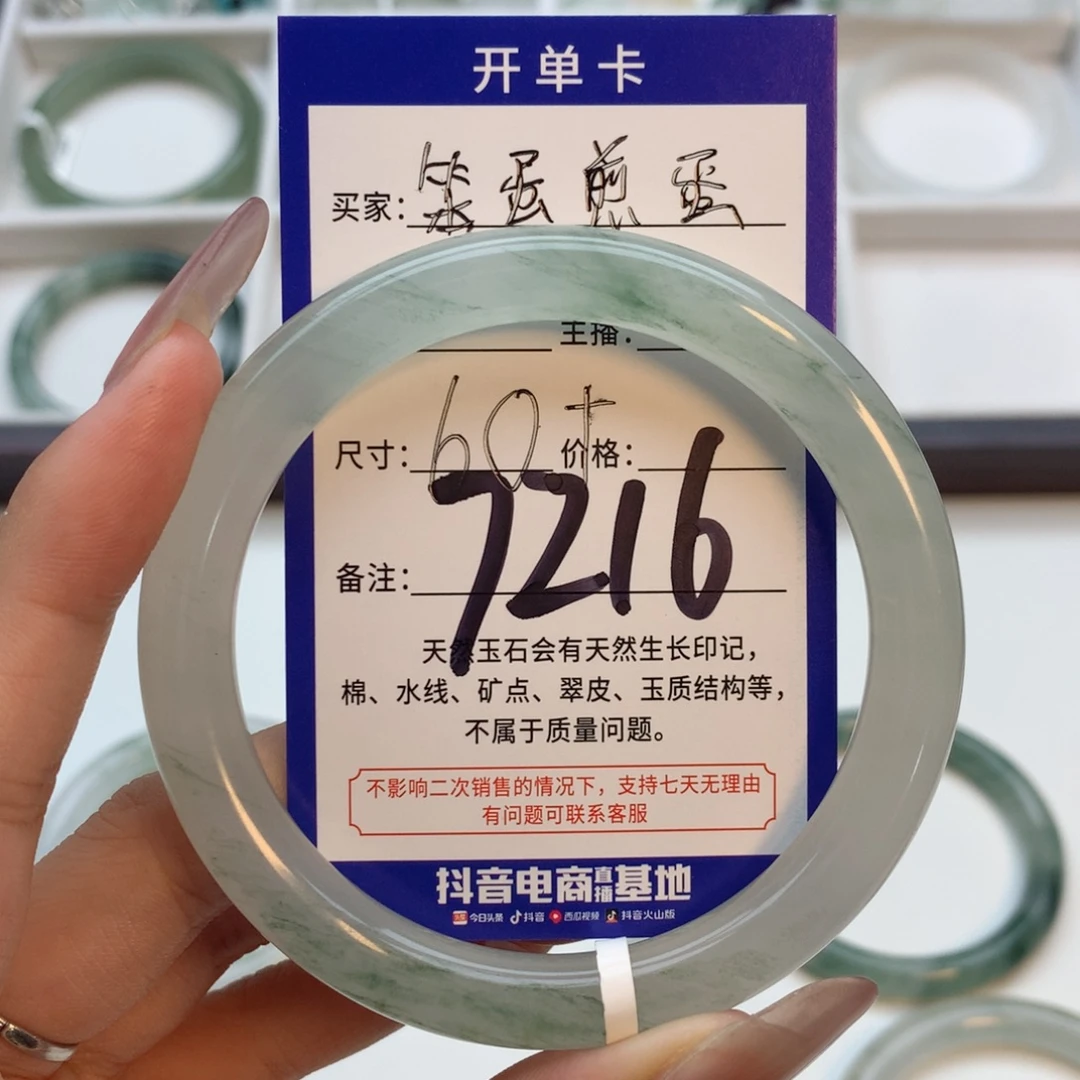 开单卡
买家：笨蛋煎蛋
主播：
尺寸：60+ 价格：
7216
备注：
天然玉石会有天然生长印记，
棉、水线、矿点、翠皮、玉质结构等，
不属于质量问题。
不影响二次销售的情况下，支持七天无理由
有问题可联系客服
抖音电商直播基地
今日头条 抖音 西瓜视频 抖音火山版